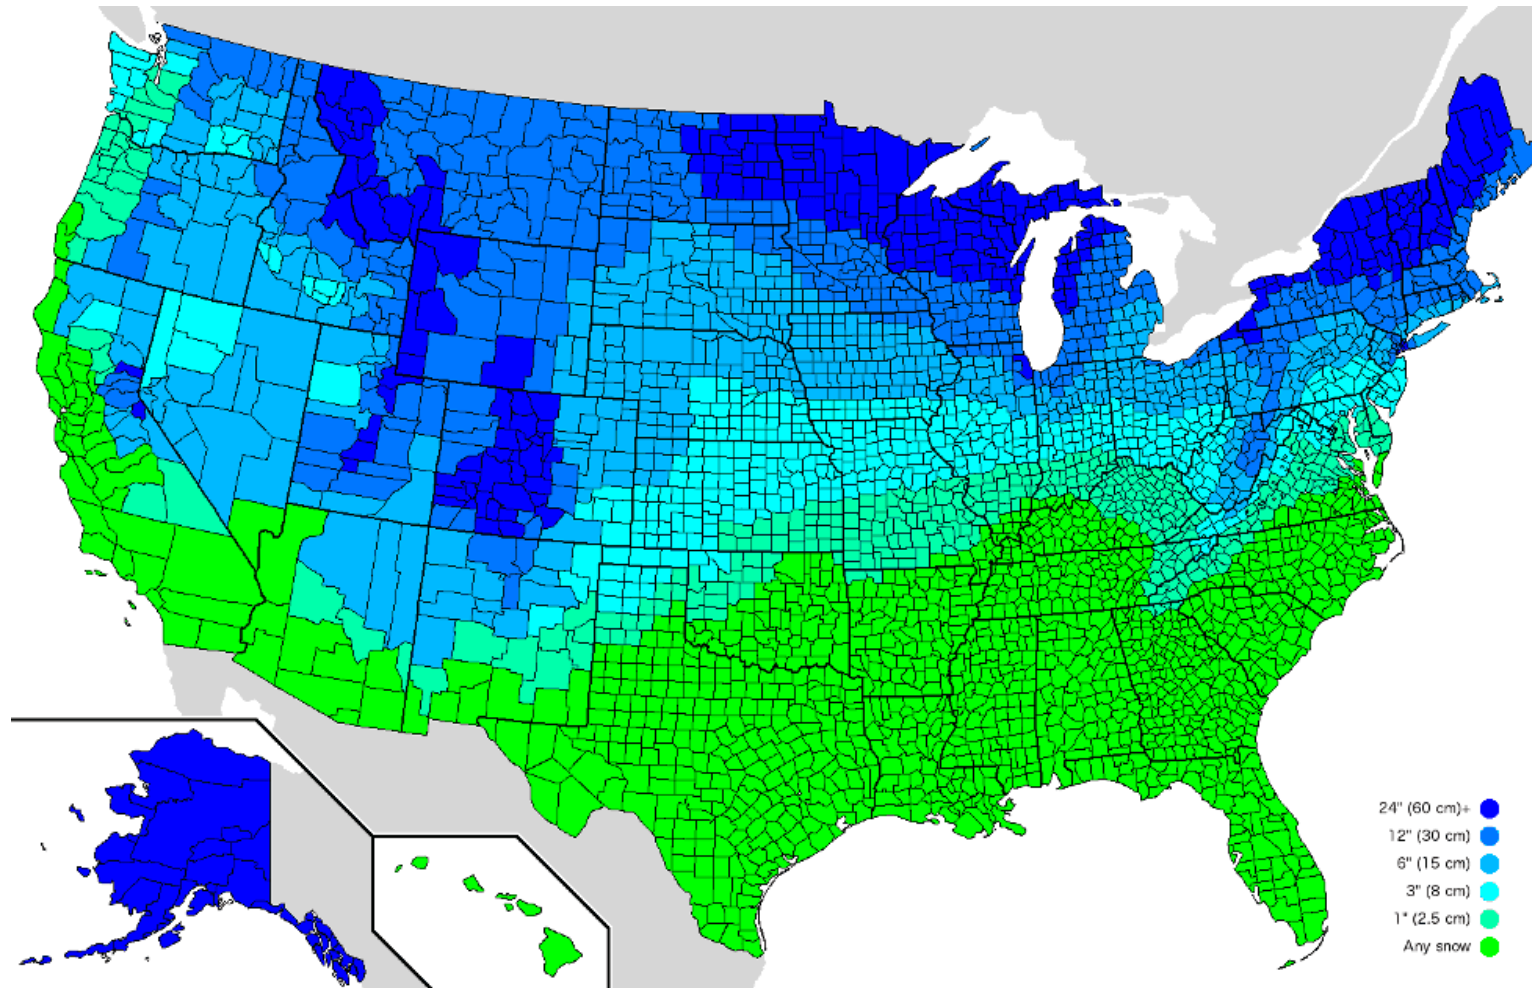 24" (60 cm)+
12" (30 cm)
6" (15 cm)
3" (8 cm)
1" (2.5 cm)
Any snow